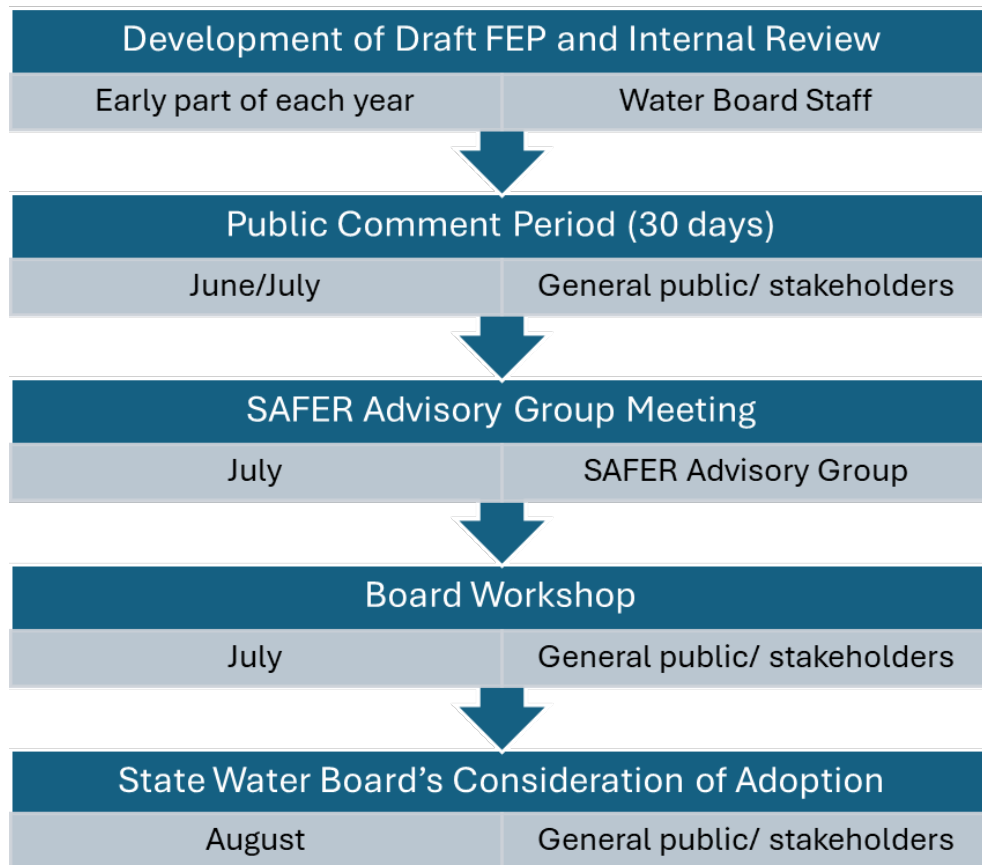 Development of Draft FEP and Internal Review
Early part of each year
Water Board Staff
Public Comment Period (30 days)
June/July
General public/ stakeholders
SAFER Advisory Group Meeting
July
SAFER Advisory Group
Board Workshop
July
General public/ stakeholders
State Water Board’s Consideration of Adoption
August
General public/ stakeholders